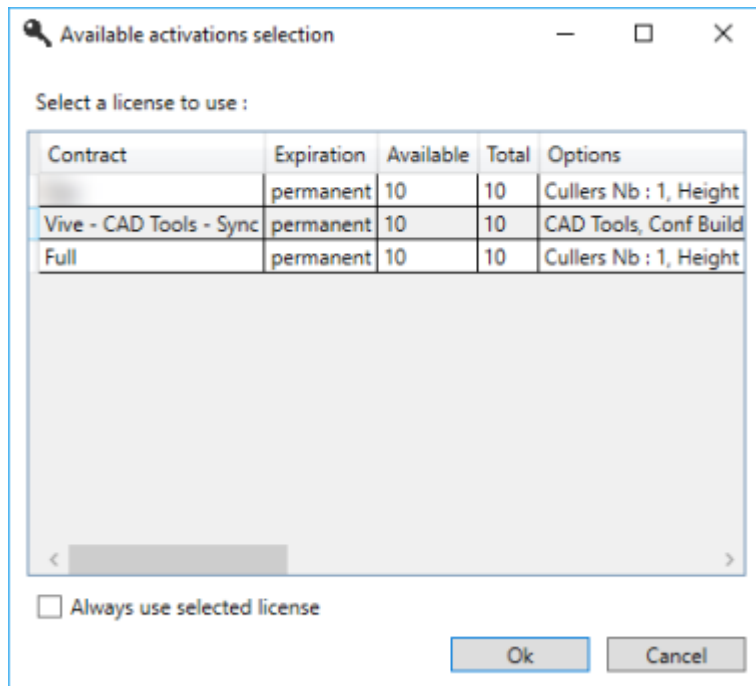 Available activations selection
Select a license to use :
Contract Expiration Available Total Options
permanent 10 10 Cullers Nb : 1, Height
Vive - CAD Tools - Sync permanent 10 10 CAD Tools, Conf Build
Full permanent 10 10 Cullers Nb : 1, Height
Always use selected license
Ok Cancel